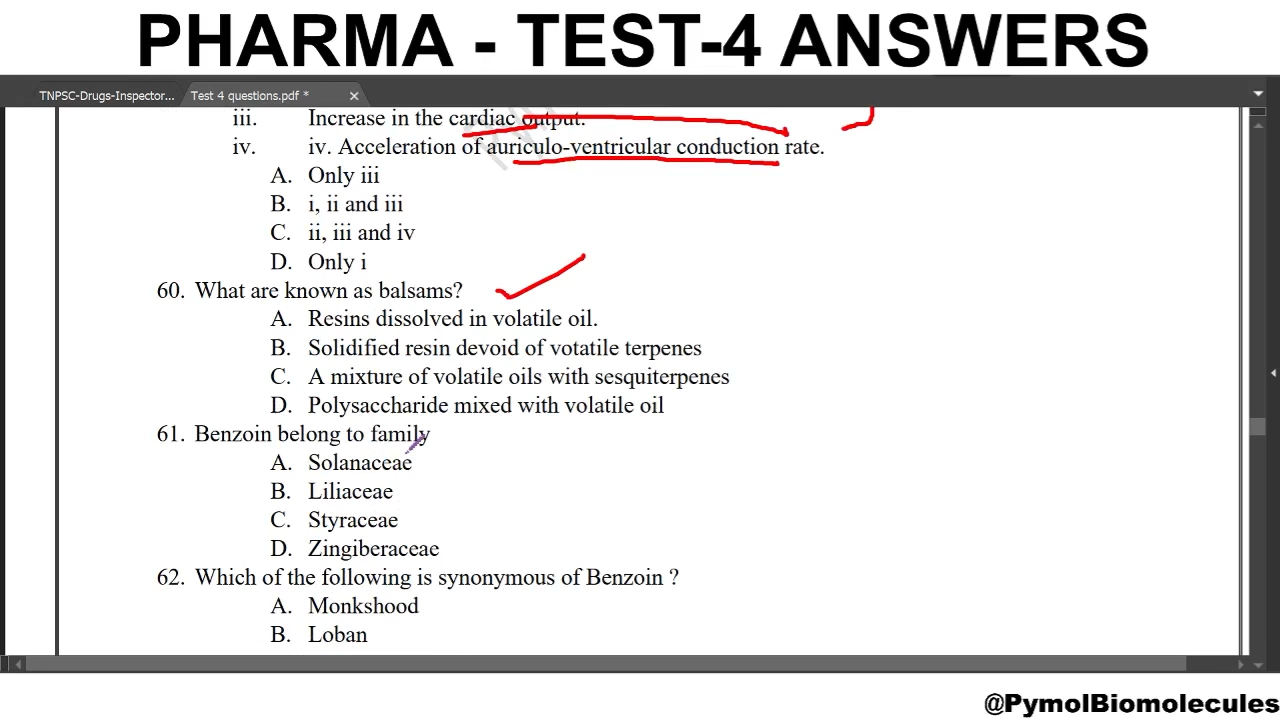 PHARMA - TEST-4 ANSWERS
TNPSC-Drugs-Inspector... Test 4 questions.pdf *
iii. Increase in the cardiac output.
iv. iv. Acceleration of auriculo-ventricular conduction rate.
A. Only iii
B. i, ii and iii
C. ii, iii and iv
D. Only i
60. What are known as balsams?
A. Resins dissolved in volatile oil.
B. Solidified resin devoid of votatile terpenes
C. A mixture of volatile oils with sesquiterpenes
D. Polysaccharide mixed with volatile oil
61. Benzoin belong to family
A. Solanaceae
B. Liliaceae
C. Styraceae
D. Zingiberaceae
62. Which of the following is synonymous of Benzoin ?
A. Monkshood
B. Loban
@PymolBiomolecules